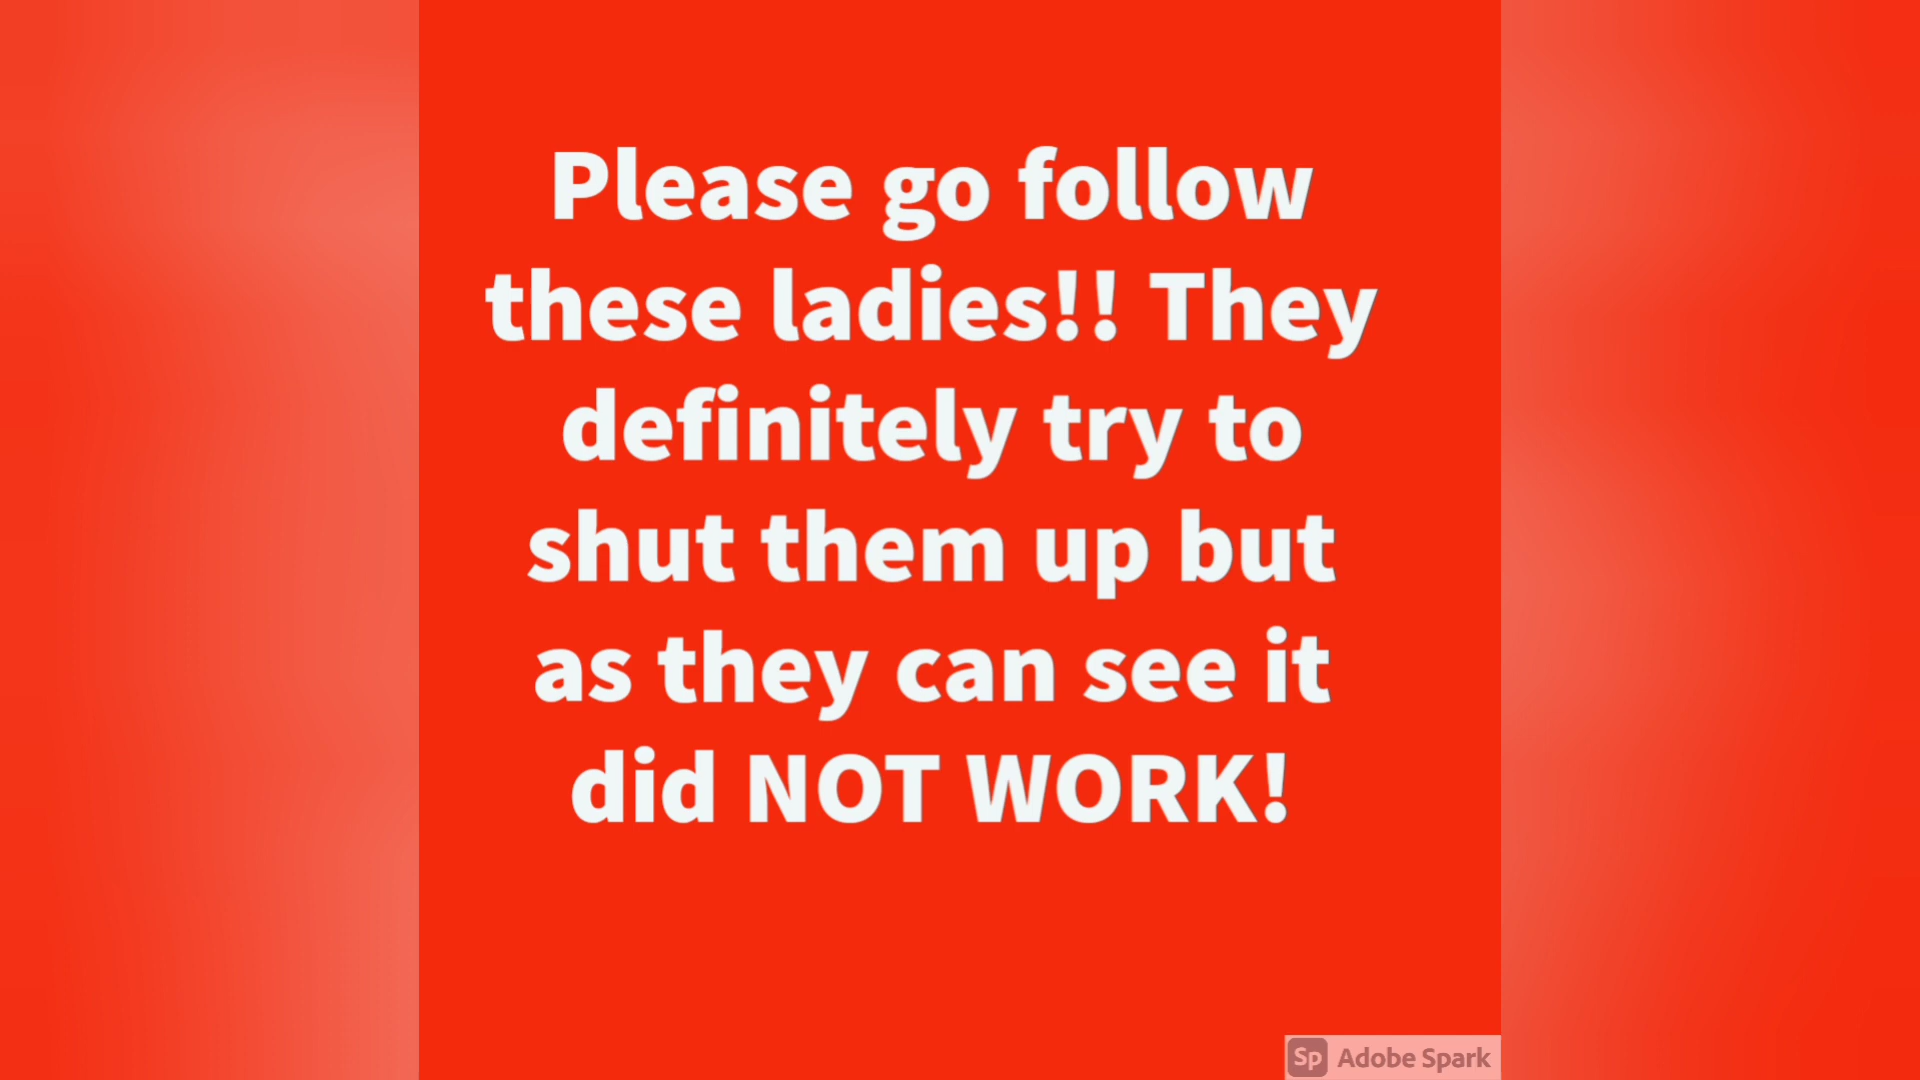 Please go follow
these ladies!! They
definitely try to
shut them up but
as they can see it
did NOT WORK!
Sp Adobe Spark